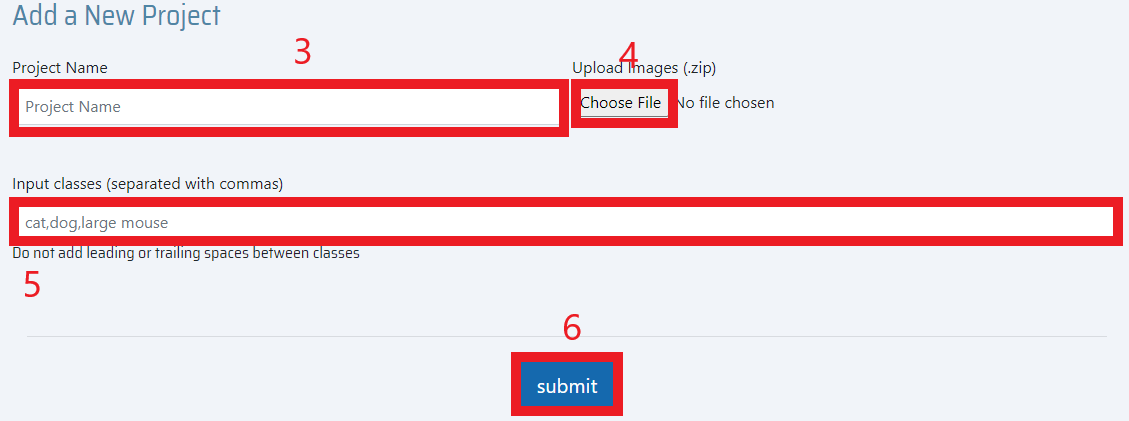 Add a New Project
3
4
Project Name
Upload Images (.zip)
Project Name
Choose File No file chosen
Input classes (separated with commas)
cat,dog,large mouse
Do not add leading or trailing spaces between classes
5
6
submit